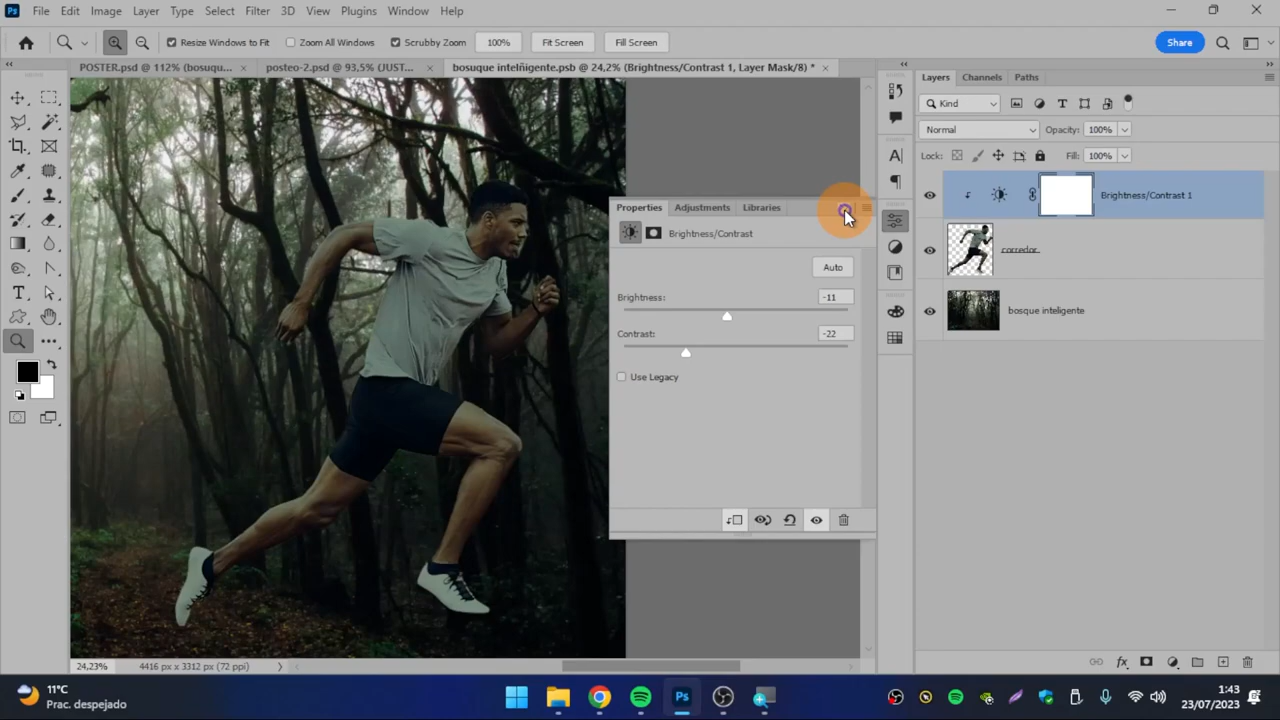 Ps File Edit Image Layer Type Select Filter 3D View Plugins Window Help
Resize Windows to Fit Zoom All Windows Scrubby Zoom 100% Fit Screen Fill Screen Share
POSTER.psd @ 112% (bosuqu... × posteo-2.psd @ 93,5% (JUST... × bosuque intelñigente.psb @ 24,2% (Brightness/Contrast 1, Layer Mask/8) * ×
Layers Channels Paths
Kind
Normal Opacity: 100%
Lock: Fill: 100%
Brightness/Contrast 1
corredor
bosque inteligente
Properties Adjustments Libraries
Brightness/Contrast
Auto
Brightness: -11
Contrast: -22
Use Legacy
24,23% 4416 px x 3312 px (72 ppi)
11°C
Prac. despejado
Ps
1:43
23/07/2023